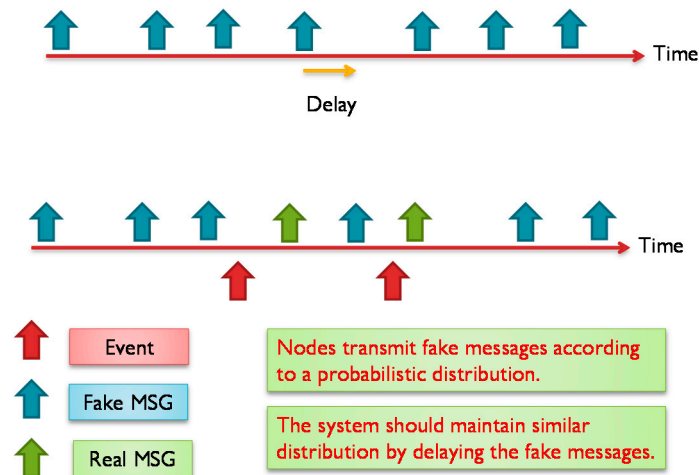 Time
Delay
Time
Event
Fake MSG
Real MSG
Nodes transmit fake messages according
to a probabilistic distribution.
The system should maintain similar
distribution by delaying the fake messages.